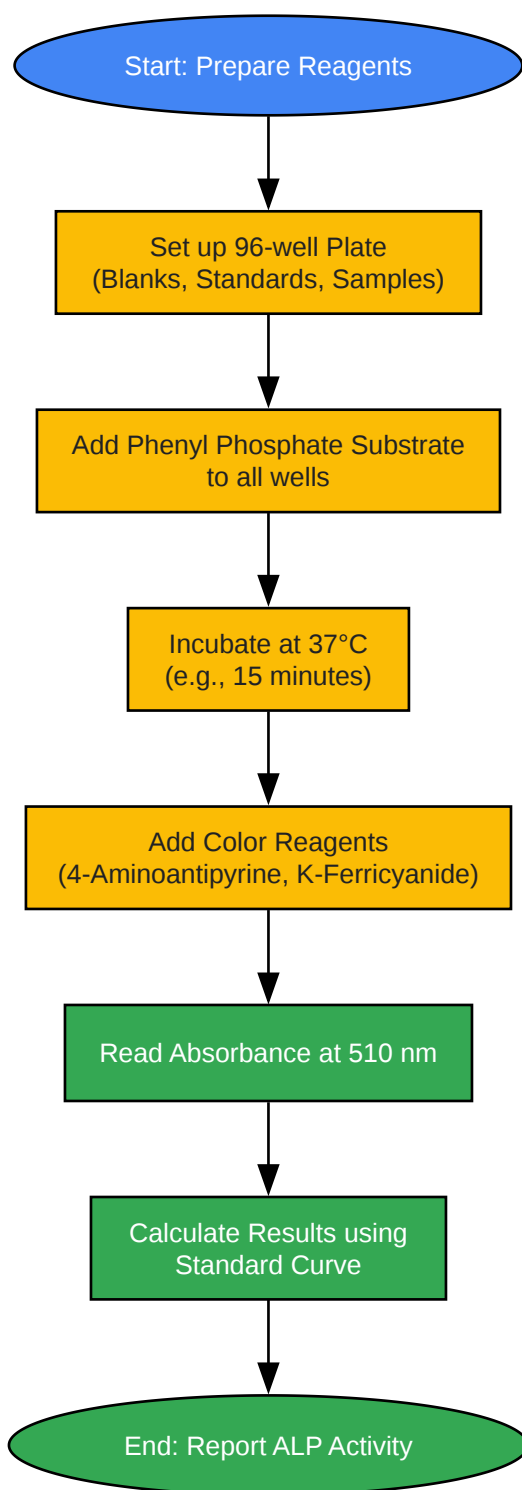 Start: Prepare Reagents
Set up 96-well Plate
(Blanks, Standards, Samples)
Add Phenyl Phosphate Substrate
to all wells
Incubate at 37°C
(e.g., 15 minutes)
Add Color Reagents
(4-Aminoantipyrine, K-Ferricyanide)
Read Absorbance at 510 nm
Calculate Results using
Standard Curve
End: Report ALP Activity